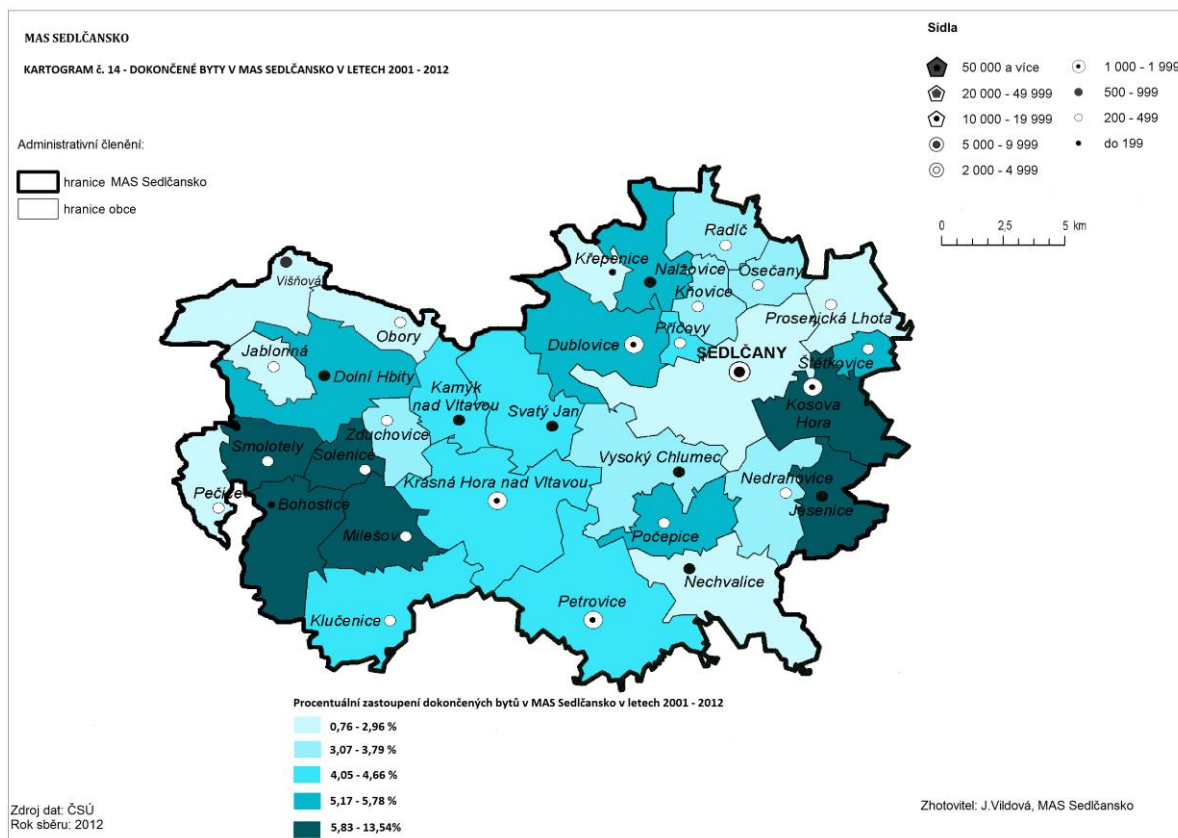 MAS SEDLČANSKO
KARTOGRAM č. 14 - DOKONČENÉ BYTY V MAS SEDLČANSKO V LETECH 2001 - 2012
Administrativní členění:
hranice MAS Sedlčansko
hranice obce
Sídla
50 000 a více
20 000 - 49 999
10 000 - 19 999
5 000 - 9 999
2 000 - 4 999
1 000 - 1 999
500 - 999
200 - 499
do 199
0 2,5 5 km
Radíč
Křepenice
Nalžovice
Osečany
Višňová
Kňovice
Prosenická Lhota
Obory
Příčovy
Dublovice
SEDLČANY
Jablonná
Štětkovice
Dolní Hbity
Kamýk
nad Vltavou
Svatý Jan
Kosova
Hora
Zduchovice
Smolotely
Solenice
Vysoký Chlumec
Krásná Hora nad Vltavou
Nedrahovice
Pečice
Bohostice
Jesenice
Milešov
Počepice
Nechvalice
Petrovice
Klučenice
Procentuální zastoupení dokončených bytů v MAS Sedlčansko v letech 2001 - 2012
0,76 - 2,96 %
3,07 - 3,79 %
4,05 - 4,66 %
5,17 - 5,78 %
5,83 - 13,54%
Zdroj dat: ČSÚ
Rok sběru: 2012
Zhotovitel: J.Vildová, MAS Sedlčansko